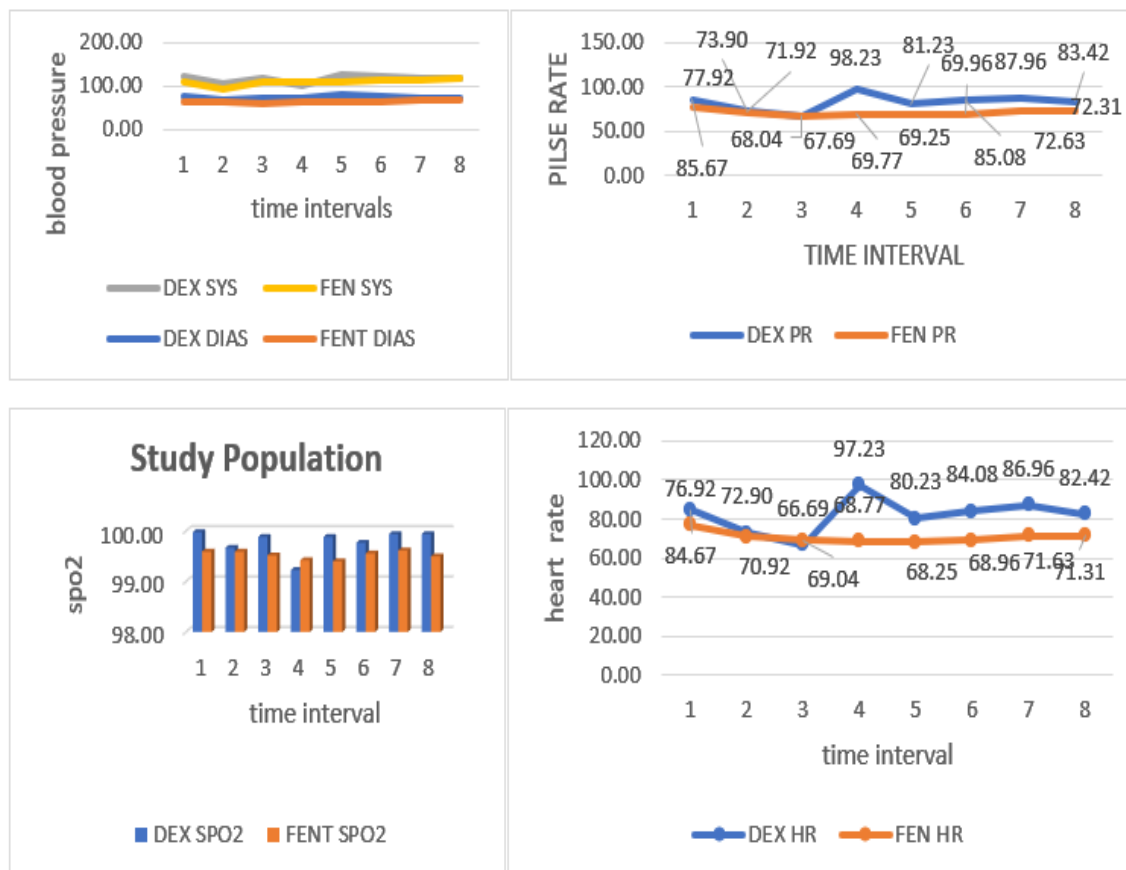 200.00
100.00
0.00
blood pressure
1 2 3 4 5 6 7 8
time intervals
DEX SYS FEN SYS
DEX DIAS FENT DIAS
150.00
100.00
50.00
0.00
PILSE RATE
73.90 71.92 98.23 81.23 69.96 87.96 83.42
77.92
72.31
68.04 67.69 69.25 72.63
85.67 69.77 85.08
1 2 3 4 5 6 7 8
TIME INTERVAL
DEX PR FEN PR
Study Population
100.00
99.00
98.00
spo2
1 2 3 4 5 6 7 8
time interval
DEX SPO2 FENT SPO2
120.00
100.00
80.00
60.00
40.00
20.00
0.00
heart rate
97.23
76.92 72.90 66.69 68.77 80.23 84.08 86.96 82.42
84.67 70.92 69.04 68.25 68.96 71.63 71.31
1 2 3 4 5 6 7 8
time interval
DEX HR FEN HR